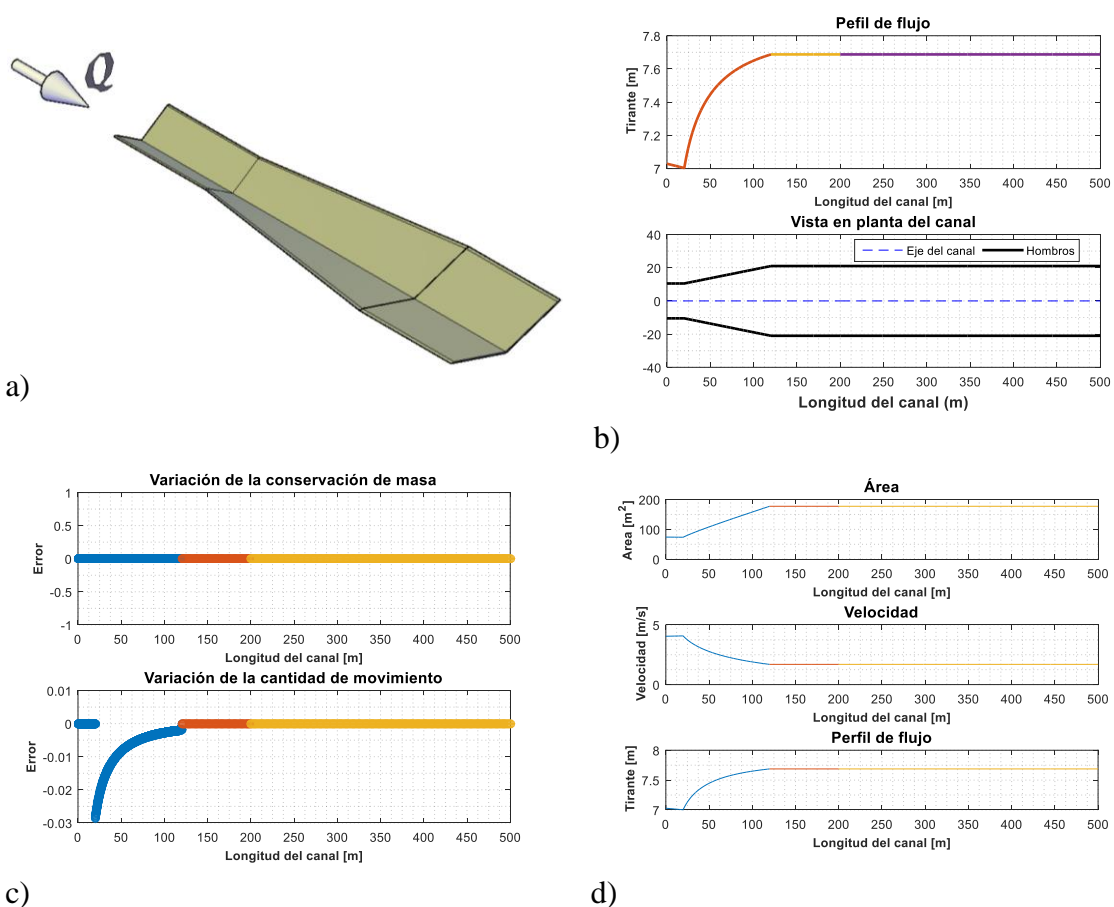 Q
a)
Pefil de flujo
7.8
7.6
7.4
7.2
7
Tirante [m]
0 50 100 150 200 250 300 350 400 450 500
Longitud del canal [m]
Vista en planta del canal
40
20
0
-20
-40
Eje del canal Hombros
0 50 100 150 200 250 300 350 400 450 500
Longitud del canal (m)
b)
Variación de la conservación de masa
1
0.5
0
-0.5
-1
Error
0 50 100 150 200 250 300 350 400 450 500
Longitud del canal [m]
Variación de la cantidad de movimiento
0.01
0
-0.01
-0.02
-0.03
Error
0 50 100 150 200 250 300 350 400 450 500
Longitud del canal [m]
c)
Área
200
100
0
Area [m²]
0 50 100 150 200 250 300 350 400 450 500
Longitud del canal [m]
Velocidad
5
0
Velocidad [m/s]
0 50 100 150 200 250 300 350 400 450 500
Longitud del canal [m]
Perfil de flujo
8
7.5
7
Tirante [m]
0 50 100 150 200 250 300 350 400 450 500
Longitud del canal [m]
d)